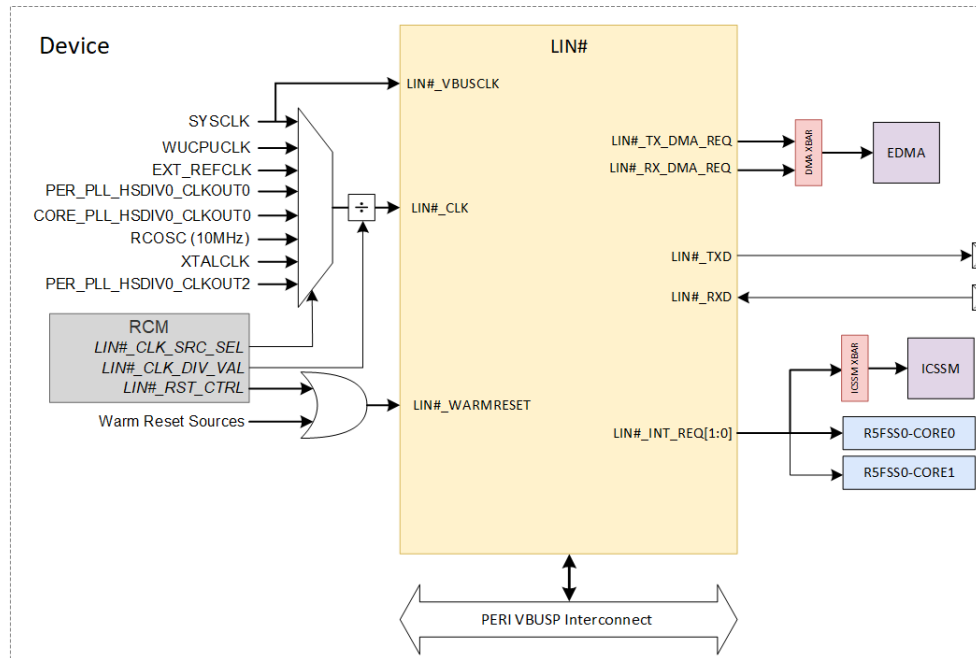 Device
LIN#
LIN#_VBUSCLK
SYSCLK
WUCPUCLK
EXT_REFCLK
PER_PLL_HSDIV0_CLKOUT0
CORE_PLL_HSDIV0_CLKOUT0
RCOSC (10MHz)
XTALCLK
PER_PLL_HSDIV0_CLKOUT2
÷
LIN#_CLK
RCM
LIN#_CLK_SRC_SEL
LIN#_CLK_DIV_VAL
LIN#_RST_CTRL
Warm Reset Sources
LIN#_WARMRESET
LIN#_TX_DMA_REQ
LIN#_RX_DMA_REQ
DMA XBAR
EDMA
LIN#_TXD
LIN#_RXD
LIN#_INT_REQ[1:0]
ICSSM XBAR
ICSSM
R5FSS0-CORE0
R5FSS0-CORE1
PERI VBUSP Interconnect